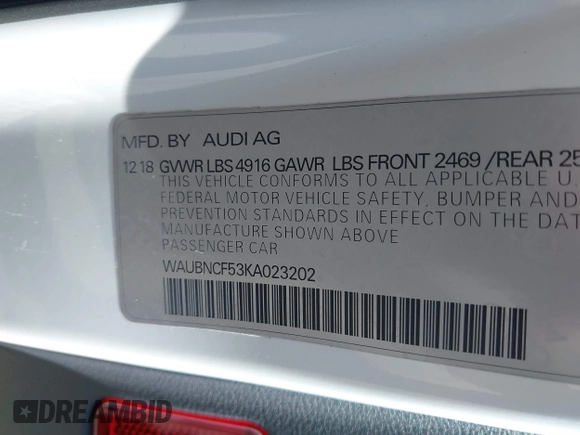 MFD. BY AUDI AG
12 18 GVWR LBS 4916 GAWR LBS FRONT 2469 /REAR 25
THIS VEHICLE CONFORMS TO ALL APPLICABLE U.
FEDERAL MOTOR VEHICLE SAFETY, BUMPER AND
PREVENTION STANDARDS IN EFFECT ON THE DAT
MANUFACTURE SHOWN ABOVE
PASSENGER CAR
WAUBNCF53KA023202
DREAMBID